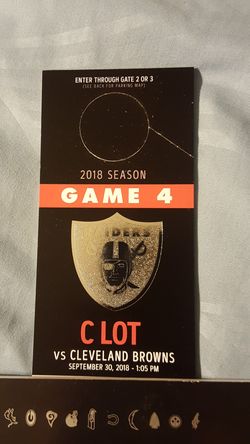 ENTER THROUGH GATE 2 OR 3
(SEE BACK FOR PARKING MAP)
2018 SEASON
GAME 4
RAIDERS
C LOT
VS CLEVELAND BROWNS
SEPTEMBER 30, 2018 - 1:05 PM